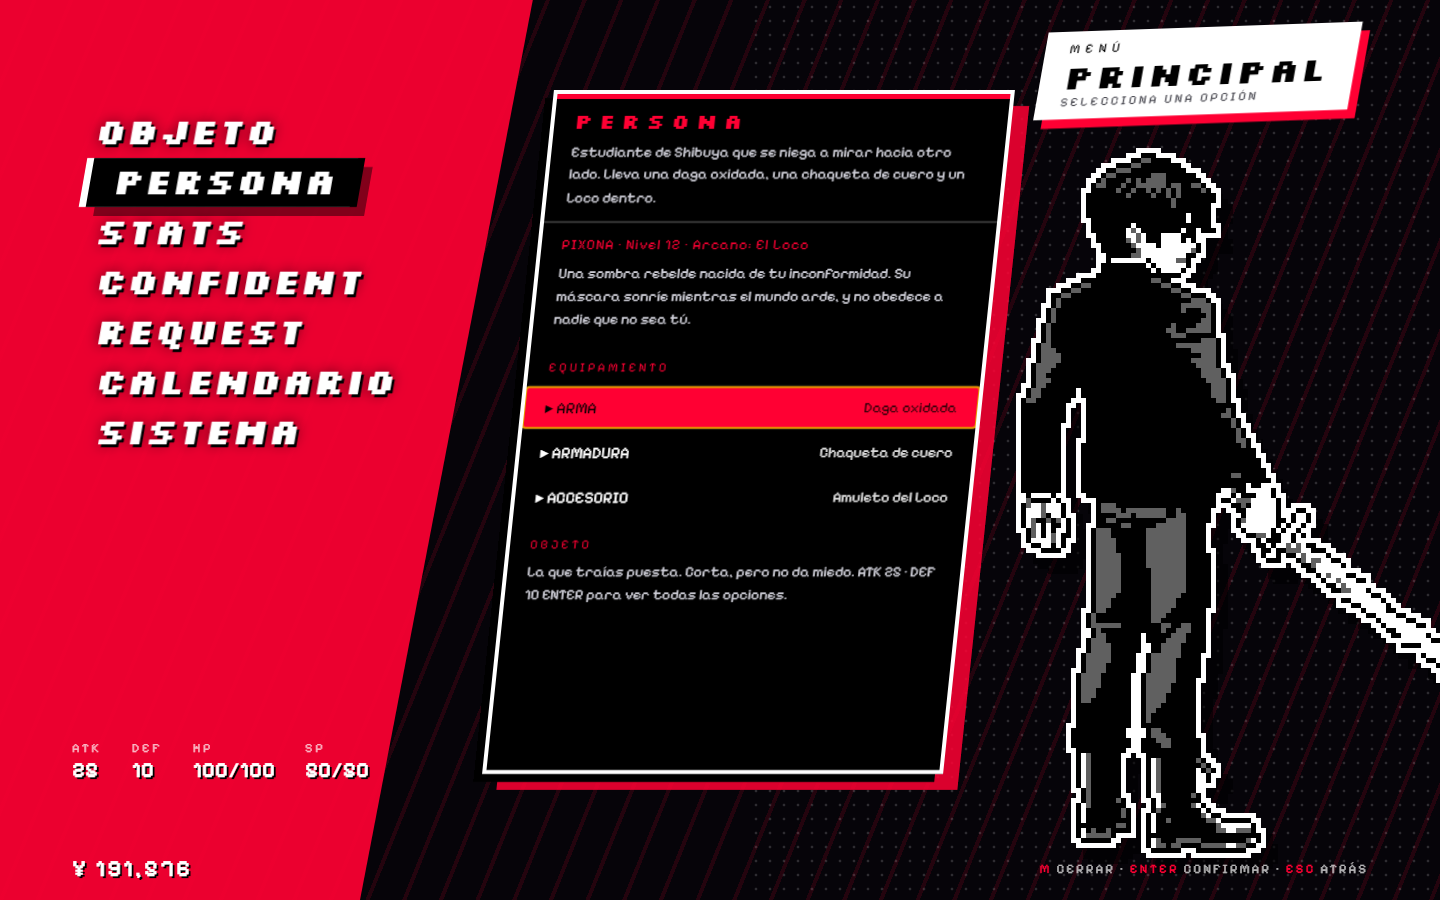 MENÚ
PRINCIPAL
SELECCIONA UNA OPCIÓN
OBJETO
PERSONA
STATS
CONFIDENT
REQUEST
CALENDARIO
SISTEMA
PERSONA
Estudiante de Shibuya que se niega a mirar hacia otro
lado. Lleva una daga oxidada, una chaqueta de cuero y un
Loco dentro.
PIXONA · Nivel 12 · Arcano: El Loco
Una sombra rebelde nacida de tu inconformidad. Su
máscara sonríe mientras el mundo arde, y no obedece a
nadie que no sea tú.
EQUIPAMIENTO
▶ ARMA Daga oxidada
▶ ARMADURA Chaqueta de cuero
▶ ACCESORIO Amuleto del Loco
OBJETO
La que traías puesta. Corta, pero no da miedo. ATK 28 · DEF
10 ENTER para ver todas las opciones.
ATK DEF HP SP
28 10 100/100 80/80
¥ 191,876
M CERRAR · ENTER CONFIRMAR · ESC ATRÁS